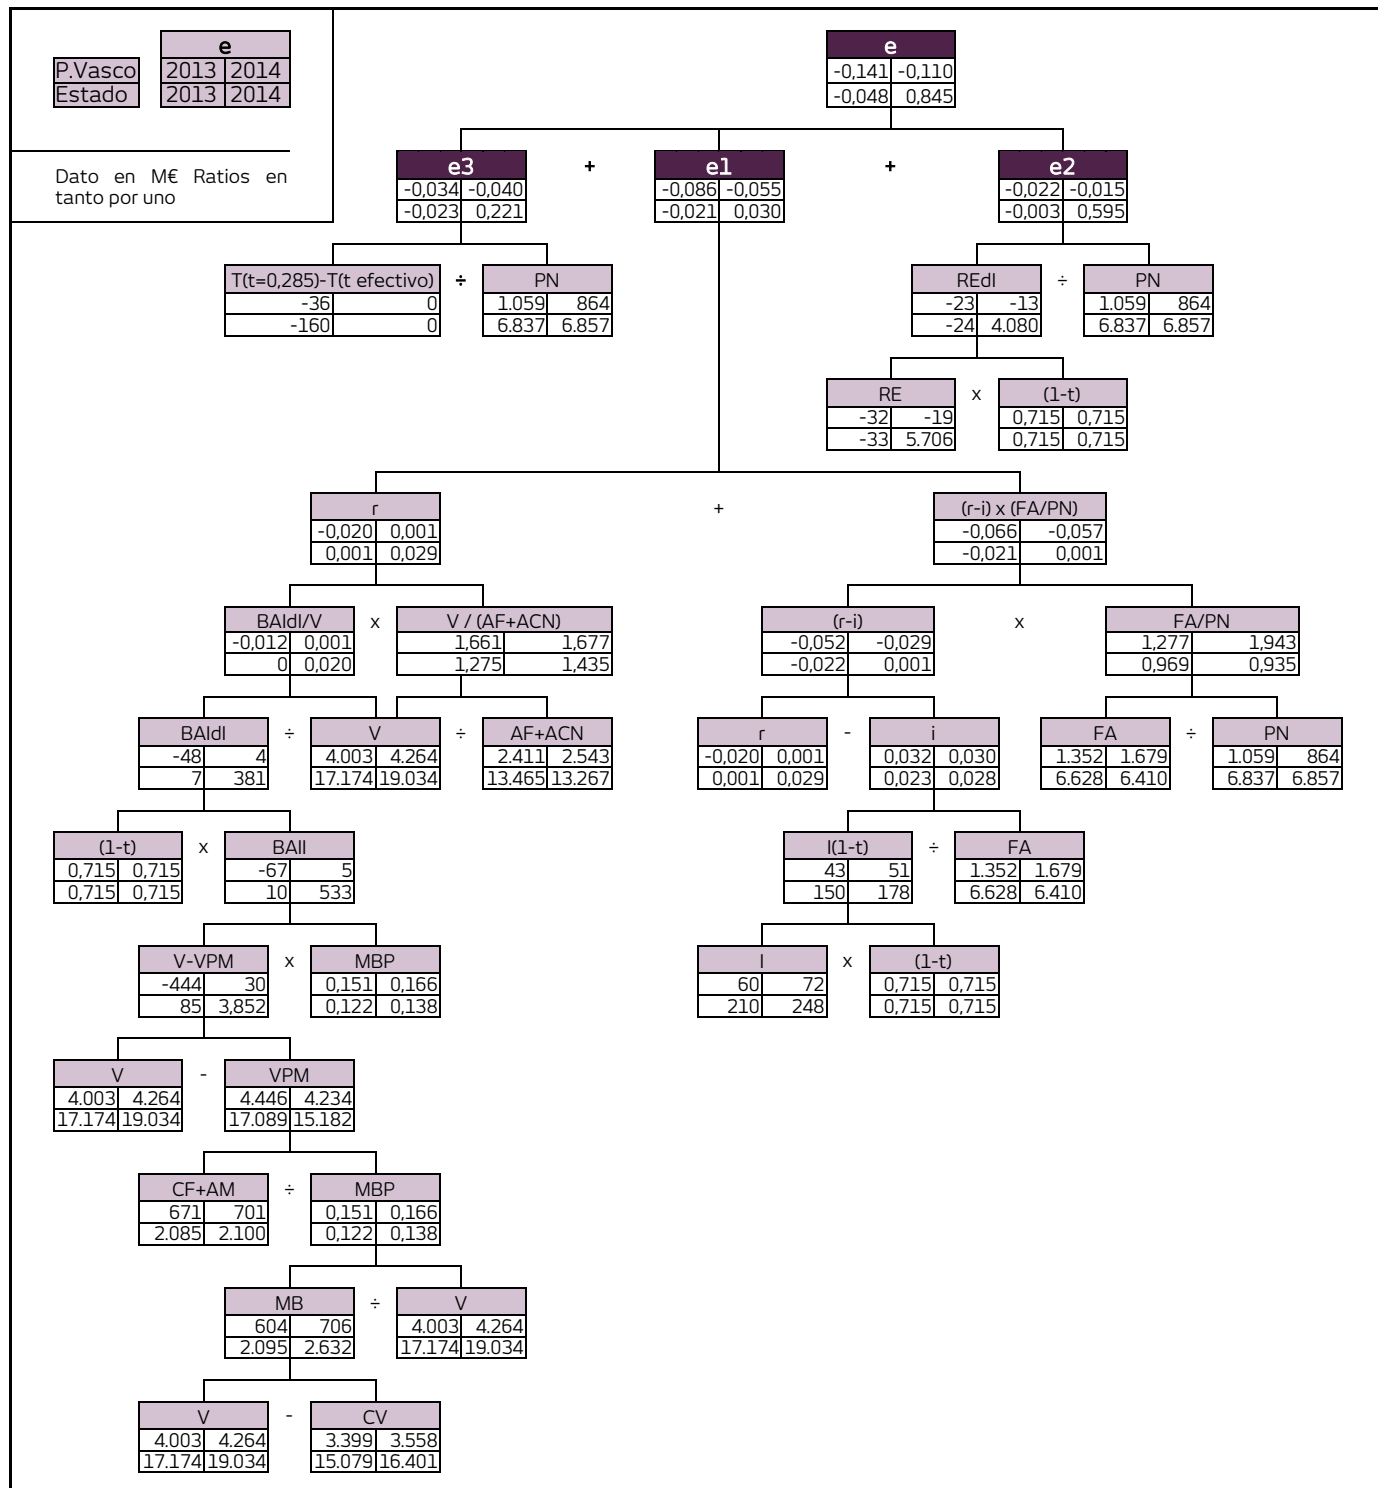 e
P.Vasco 2013 2014
Estado 2013 2014
Dato en M€ Ratios en
tanto por uno
e
-0,141 -0,110
-0,048 0,845
e3 + e1 + e2
-0,034 -0,040 -0,086 -0,055 -0,022 -0,015
-0,023 0,221 -0,021 0,030 -0,003 0,595
T(t=0,285)-T(t efectivo) ÷ PN REdI ÷ PN
-36 0 1.059 864 -23 -13 1.059 864
-160 0 6.837 6.857 -24 4.080 6.837 6.857
RE x (1-t)
-32 -19 0,715 0,715
-33 5.706 0,715 0,715
r + (r-i) x (FA/PN)
-0,020 0,001 -0,066 -0,057
0,001 0,029 -0,021 0,001
BAIdI/V x V / (AF+ACN) (r-i) x FA/PN
-0,012 0,001 1,661 1,677 -0,052 -0,029 1,277 1,943
0 0,020 1,275 1,435 -0,022 0,001 0,969 0,935
BAIdI ÷ V ÷ AF+ACN r - i FA ÷ PN
-48 4 4.003 4.264 2.411 2.543 -0,020 0,001 0,032 0,030 1.352 1.679 1.059 864
7 381 17.174 19.034 13.465 13.267 0,001 0,029 0,023 0,028 6.628 6.410 6.837 6.857
(1-t) x BAII I(1-t) ÷ FA
0,715 0,715 -67 5 43 51 1.352 1.679
0,715 0,715 10 533 150 178 6.628 6.410
V-VPM x MBP I x (1-t)
-444 30 0,151 0,166 60 72 0,715 0,715
85 3,852 0,122 0,138 210 248 0,715 0,715
V - VPM
4.003 4.264 4.446 4.234
17.174 19.034 17.089 15.182
CF+AM ÷ MBP
671 701 0,151 0,166
2.085 2.100 0,122 0,138
MB ÷ V
604 706 4.003 4.264
2.095 2.632 17.174 19.034
V - CV
4.003 4.264 3.399 3.558
17.174 19.034 15.079 16.401